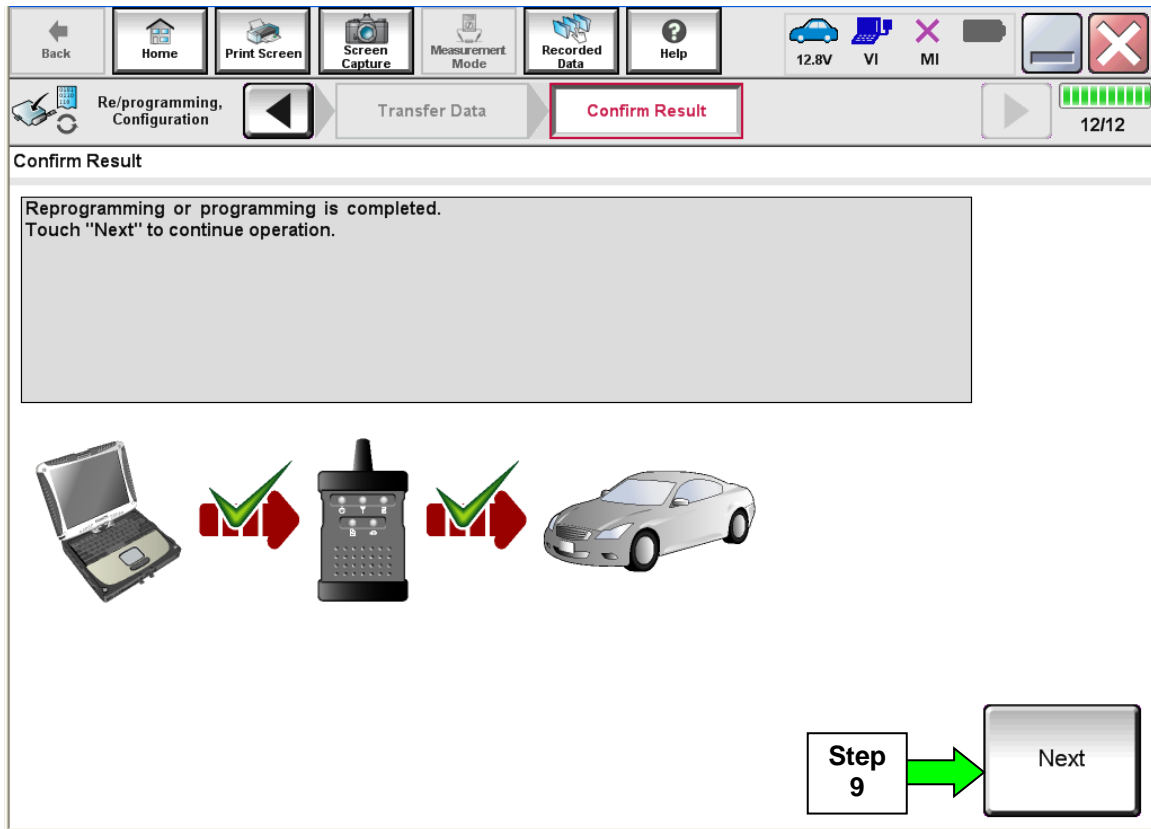 Back
Home
Print Screen
Screen
Capture
Measurement
Mode
Recorded
Data
Help
12.8V
VI
MI
Re/programming,
Configuration
Transfer Data
Confirm Result
12/12
Confirm Result
Reprogramming or programming is completed.
Touch "Next" to continue operation.
Step
9
Next